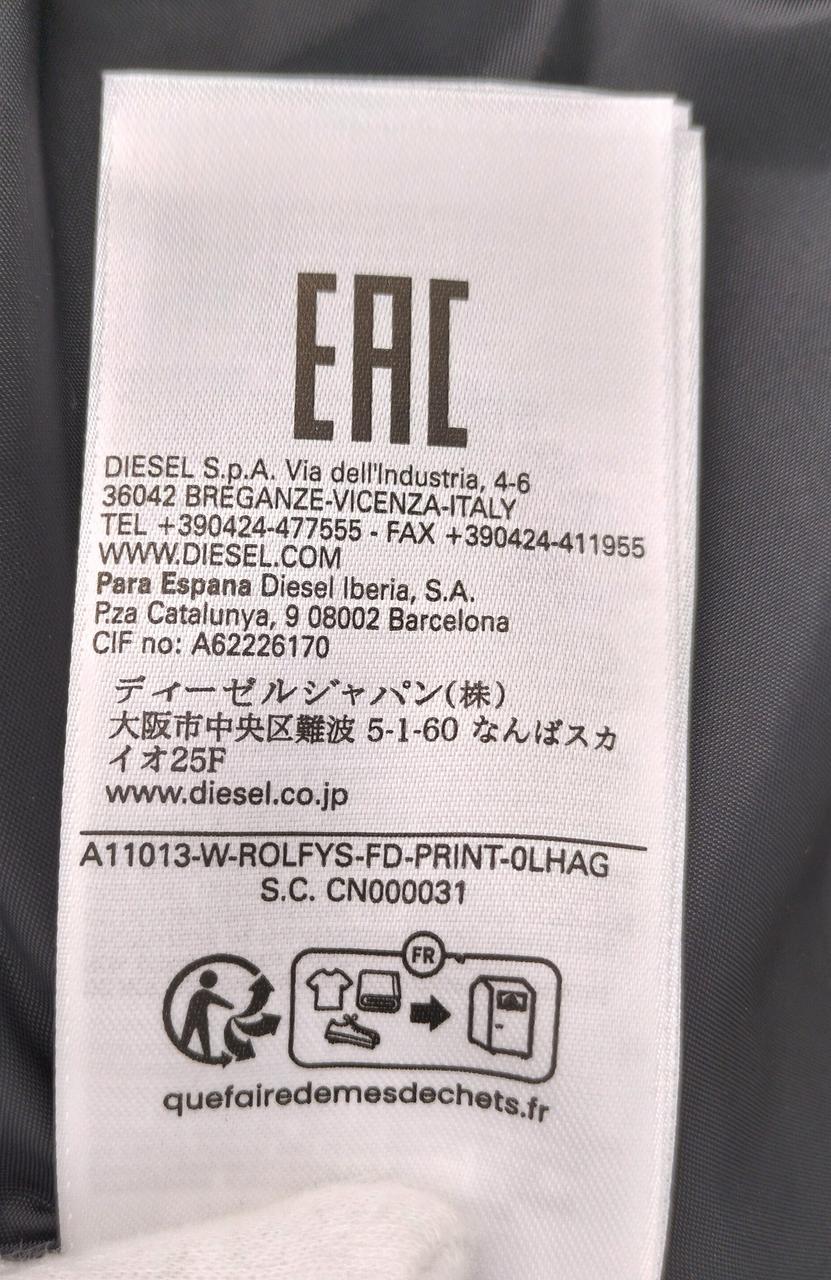 EAC
DIESEL S.p.A. Via dell'Industria, 4-6
36042 BREGANZE-VICENZA-ITALY
TEL +390424-477555 - FAX +390424-411955
WWW.DIESEL.COM
Para Espana Diesel Iberia, S.A.
P.za Catalunya, 9 08002 Barcelona
CIF no: A62226170
ディーゼルジャパン(株)
大阪市中央区難波 5-1-60 なんばスカ
イオ25F
www.diesel.co.jp
A11013-W-ROLFYS-FD-PRINT-0LHAG
S.C. CN000031
FR
quefairedemesdechets.fr